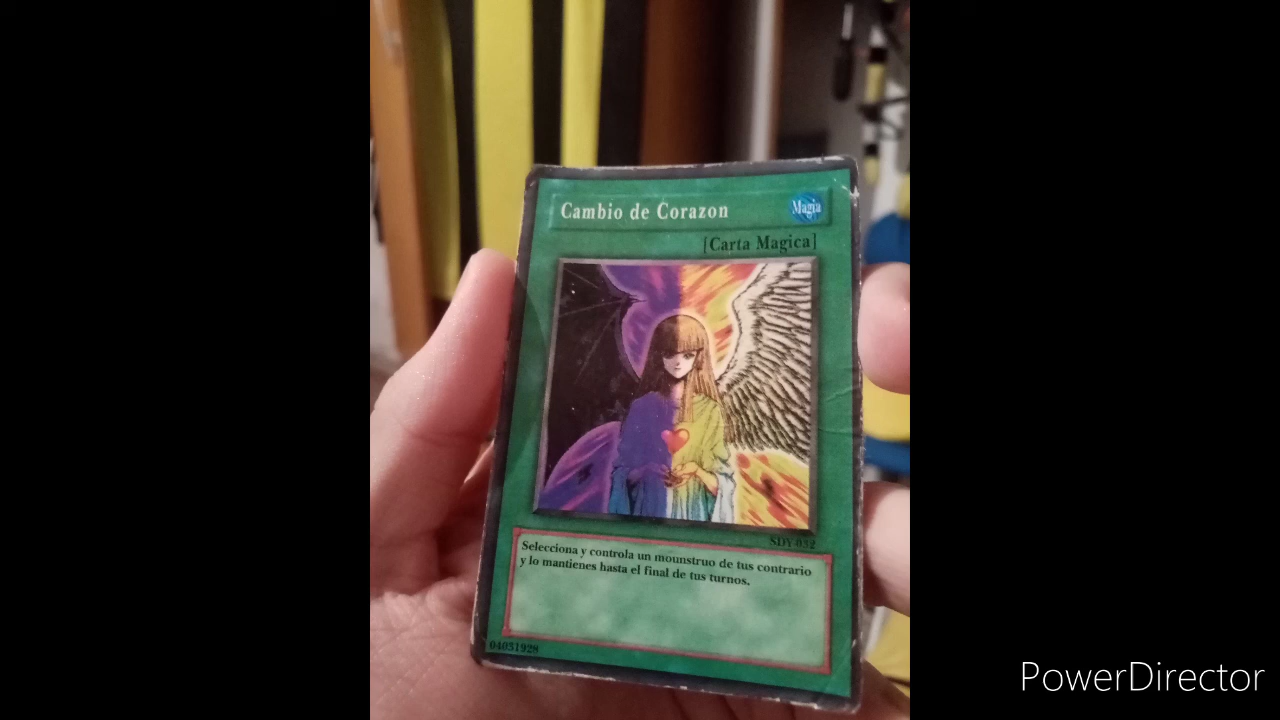 Cambio de Corazon
Magia
[Carta Magica]
SDY-032
Selecciona y controla un mounstruo de tus contrario
y lo mantienes hasta el final de tus turnos.
04031928
PowerDirector